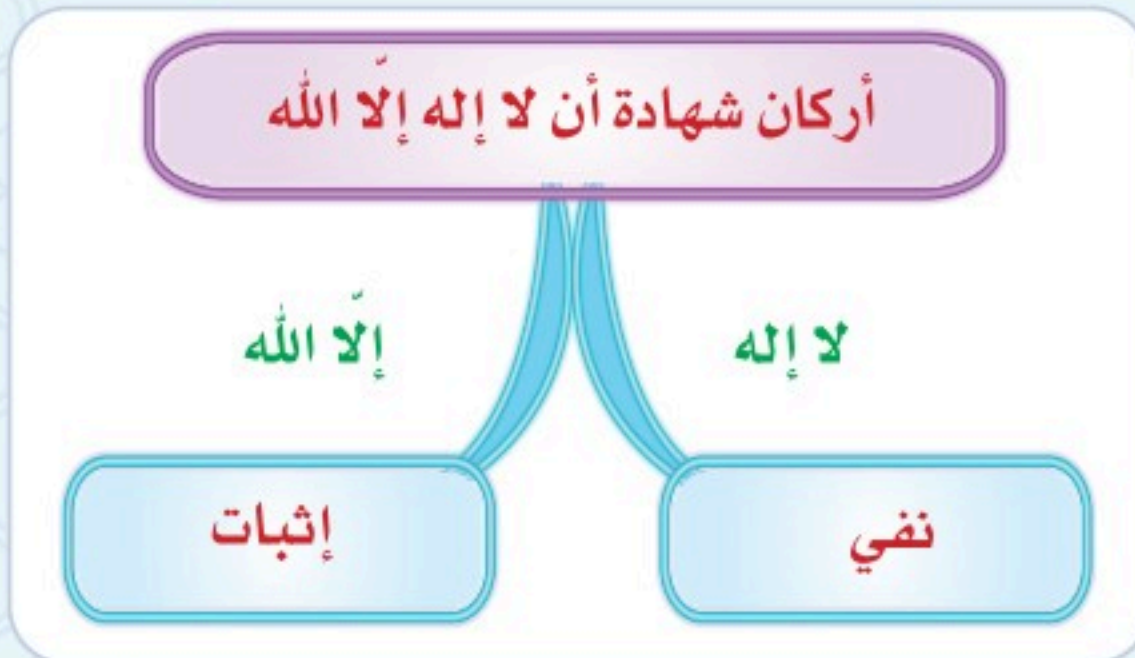 أركان شهادة أن لا إله إلّا الله
لا إله
إلّا الله
نفي
إثبات